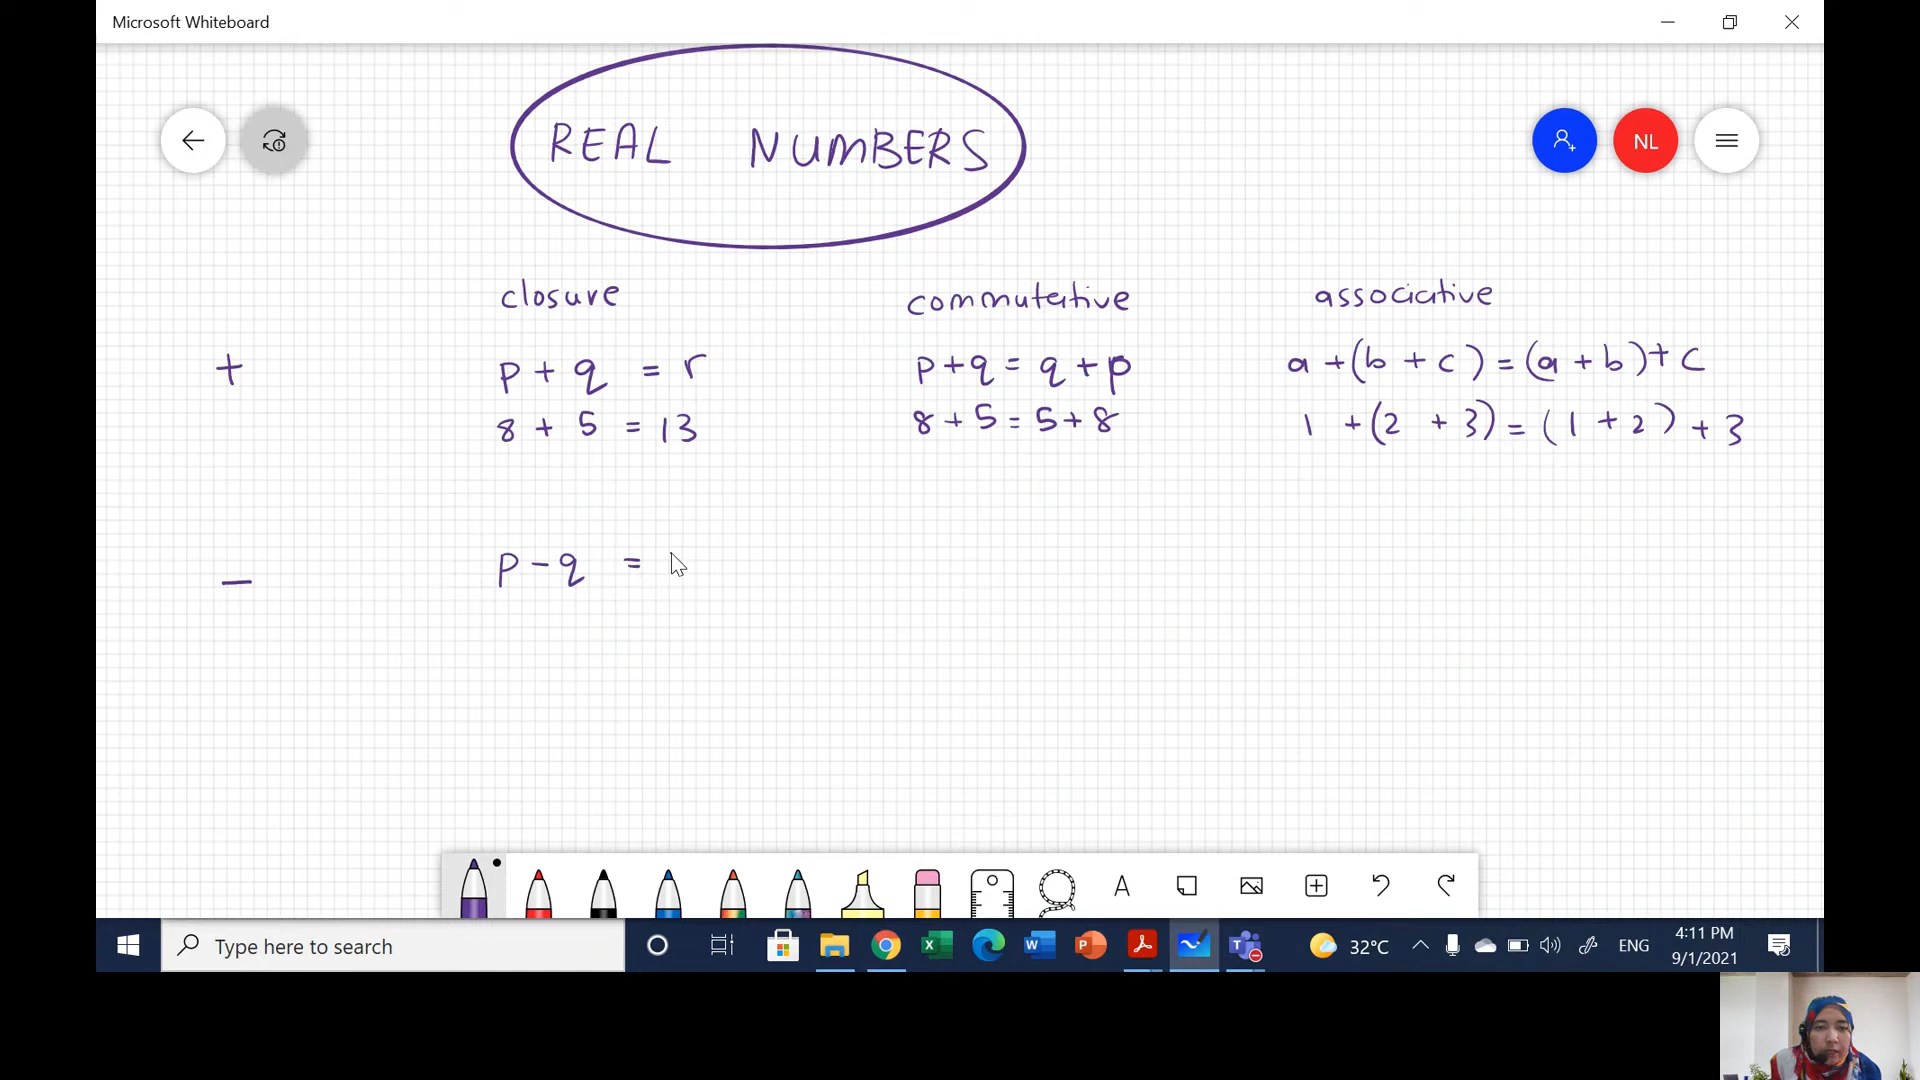 Microsoft Whiteboard
REAL NUMBERS
NL
closure commutative associative
+ p + q = r p + q = q + p a + (b + c) = (a + b) + c
8 + 5 = 13 8 + 5 = 5 + 8 1 + (2 + 3) = (1 + 2) + 3
− p − q =
A
Type here to search 32°C ENG 4:11 PM
9/1/2021